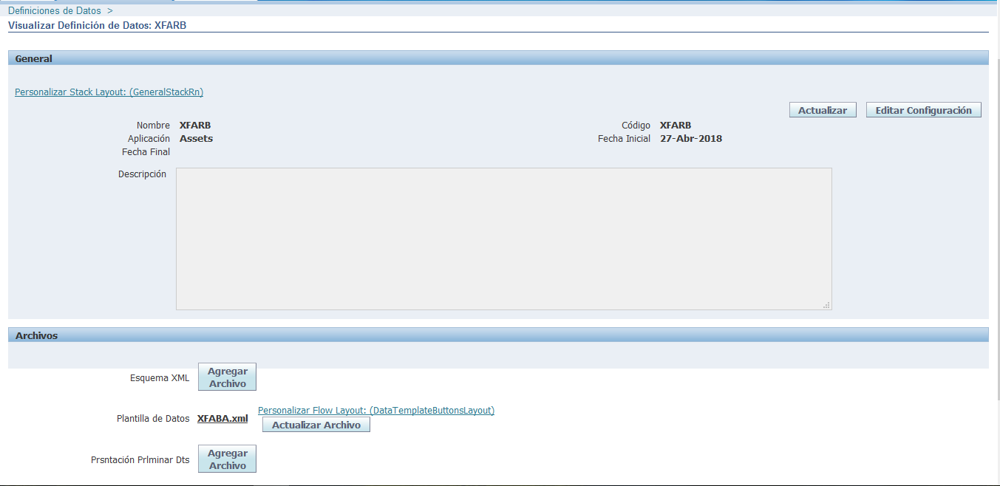 Definiciones de Datos >
Visualizar Definición de Datos: XFARB
General
Personalizar Stack Layout: (GeneralStackRn)
Actualizar Editar Configuración
Nombre XFARB Código XFARB
Aplicación Assets Fecha Inicial 27-Abr-2018
Fecha Final
Descripción
Archivos
Esquema XML Agregar Archivo
Personalizar Flow Layout: (DataTemplateButtonsLayout)
Plantilla de Datos XFABA.xml
Actualizar Archivo
Prsntación Prlminar Dts Agregar Archivo